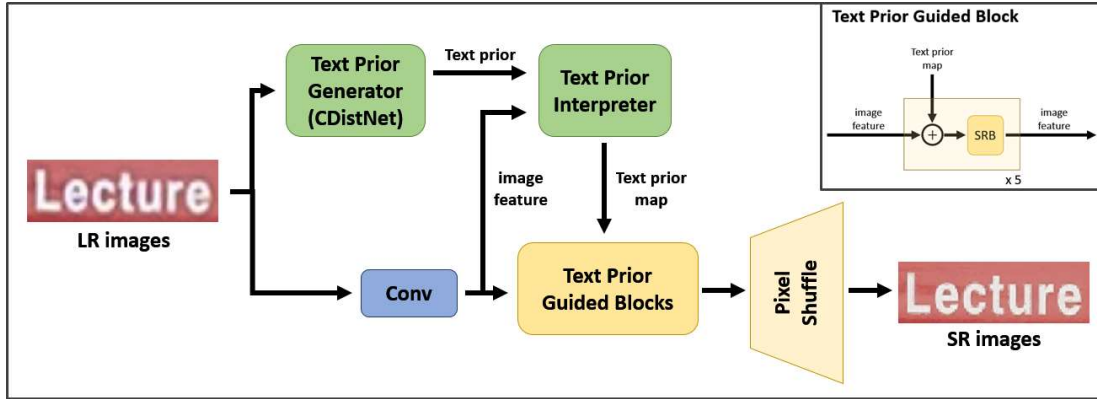 Text Prior
Generator
(CDistNet)
Text prior
Text Prior
Interpreter
Text Prior Guided Block
Text prior
map
image
feature
+
SRB
image
feature
x 5
Lecture
LR images
image
feature
Text prior
map
Conv
Text Prior
Guided Blocks
Pixel
Shuffle
Lecture
SR images